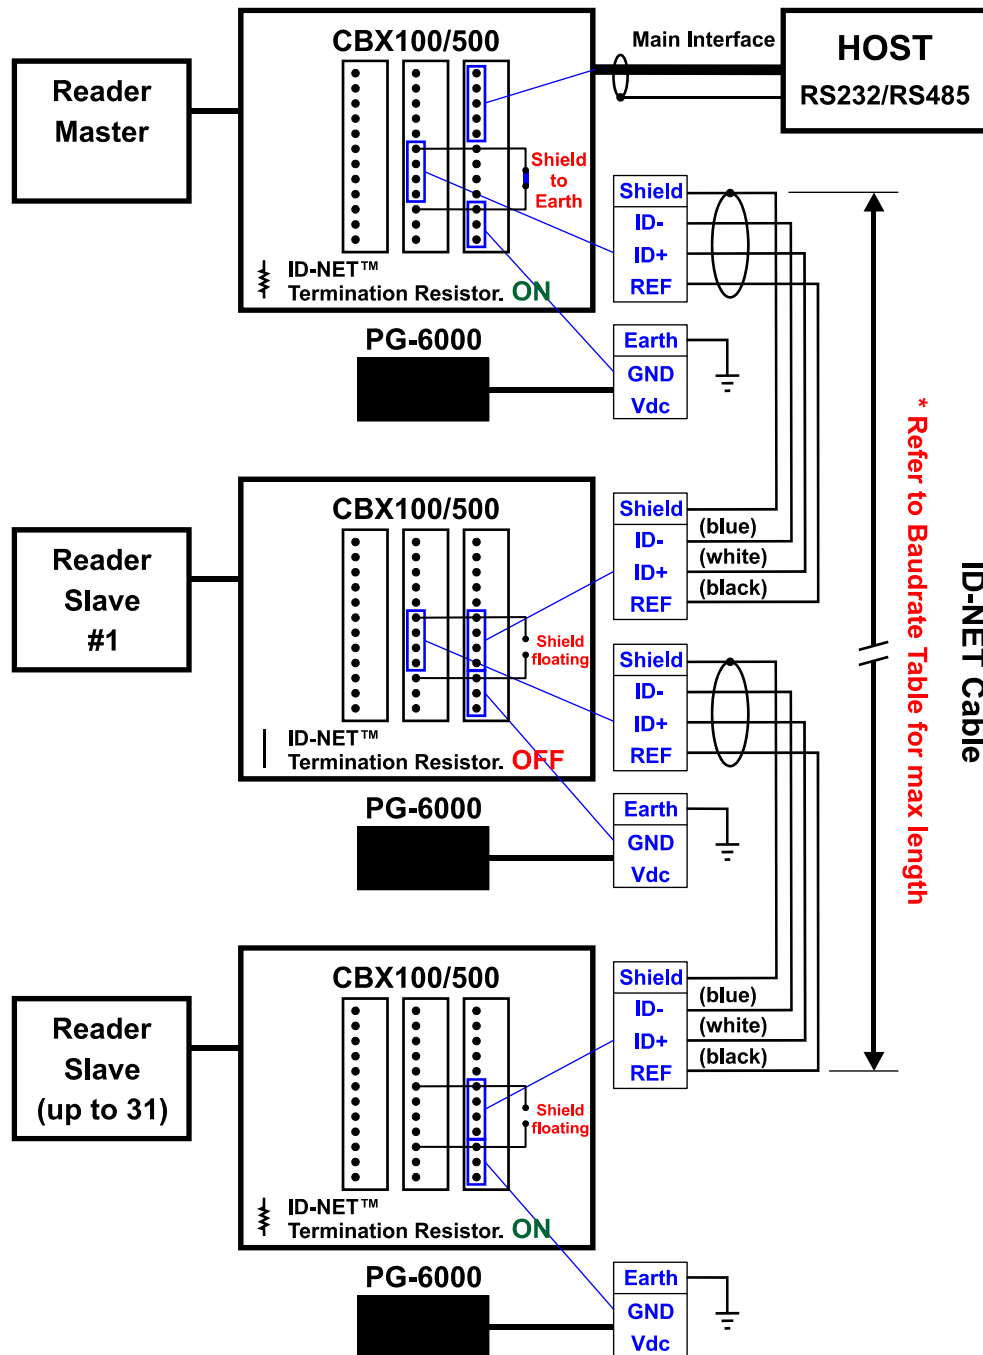 CBX100/500
Main Interface
HOST
RS232/RS485
Reader
Master
Shield
to
Earth
Shield
ID-
ID+
REF
ID-NET™
Termination Resistor. ON
PG-6000
Earth
GND
Vdc
CBX100/500
Reader
Slave
#1
Shield
floating
Shield
ID-
ID+
REF
(blue)
(white)
(black)
Shield
ID-
ID+
REF
ID-NET™
Termination Resistor. OFF
PG-6000
Earth
GND
Vdc
* Refer to Baudrate Table for max length
ID-NET Cable
CBX100/500
Reader
Slave
(up to 31)
Shield
floating
Shield
ID-
ID+
REF
(blue)
(white)
(black)
ID-NET™
Termination Resistor. ON
PG-6000
Earth
GND
Vdc